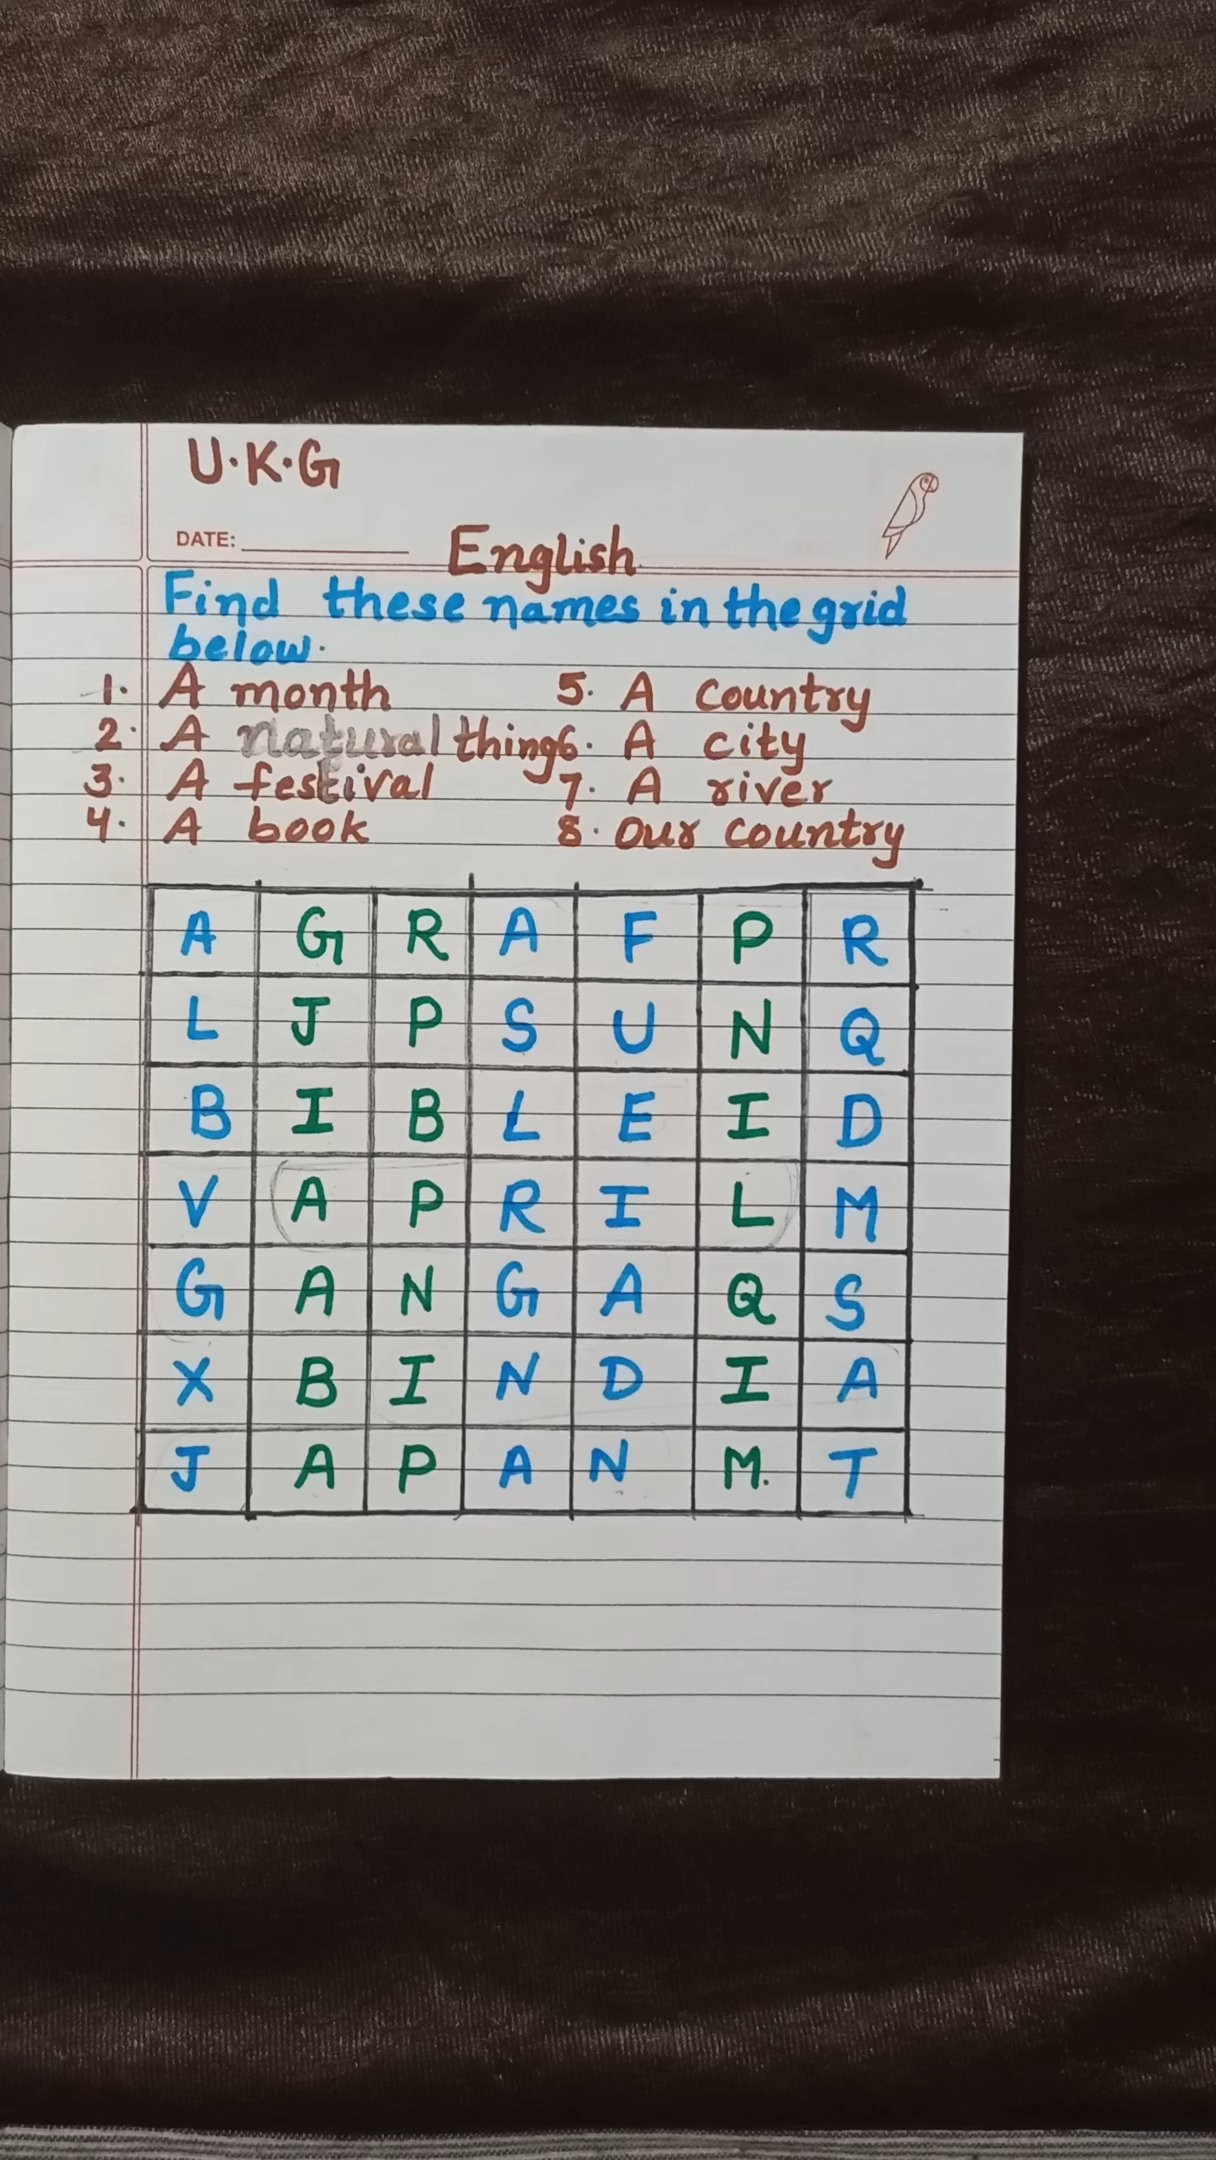 U.K.G
DATE:
English
Find these names in the grid
below.
1. A month 5. A country
2. A natural thing 6. A city
3. A festival 7. A river
4. A book 8. our country
A G R A F P R
L J P S U N Q
B I B L E I D
V A P R I L M
G A N G A Q S
X B I N D I A
J A P A N M. T